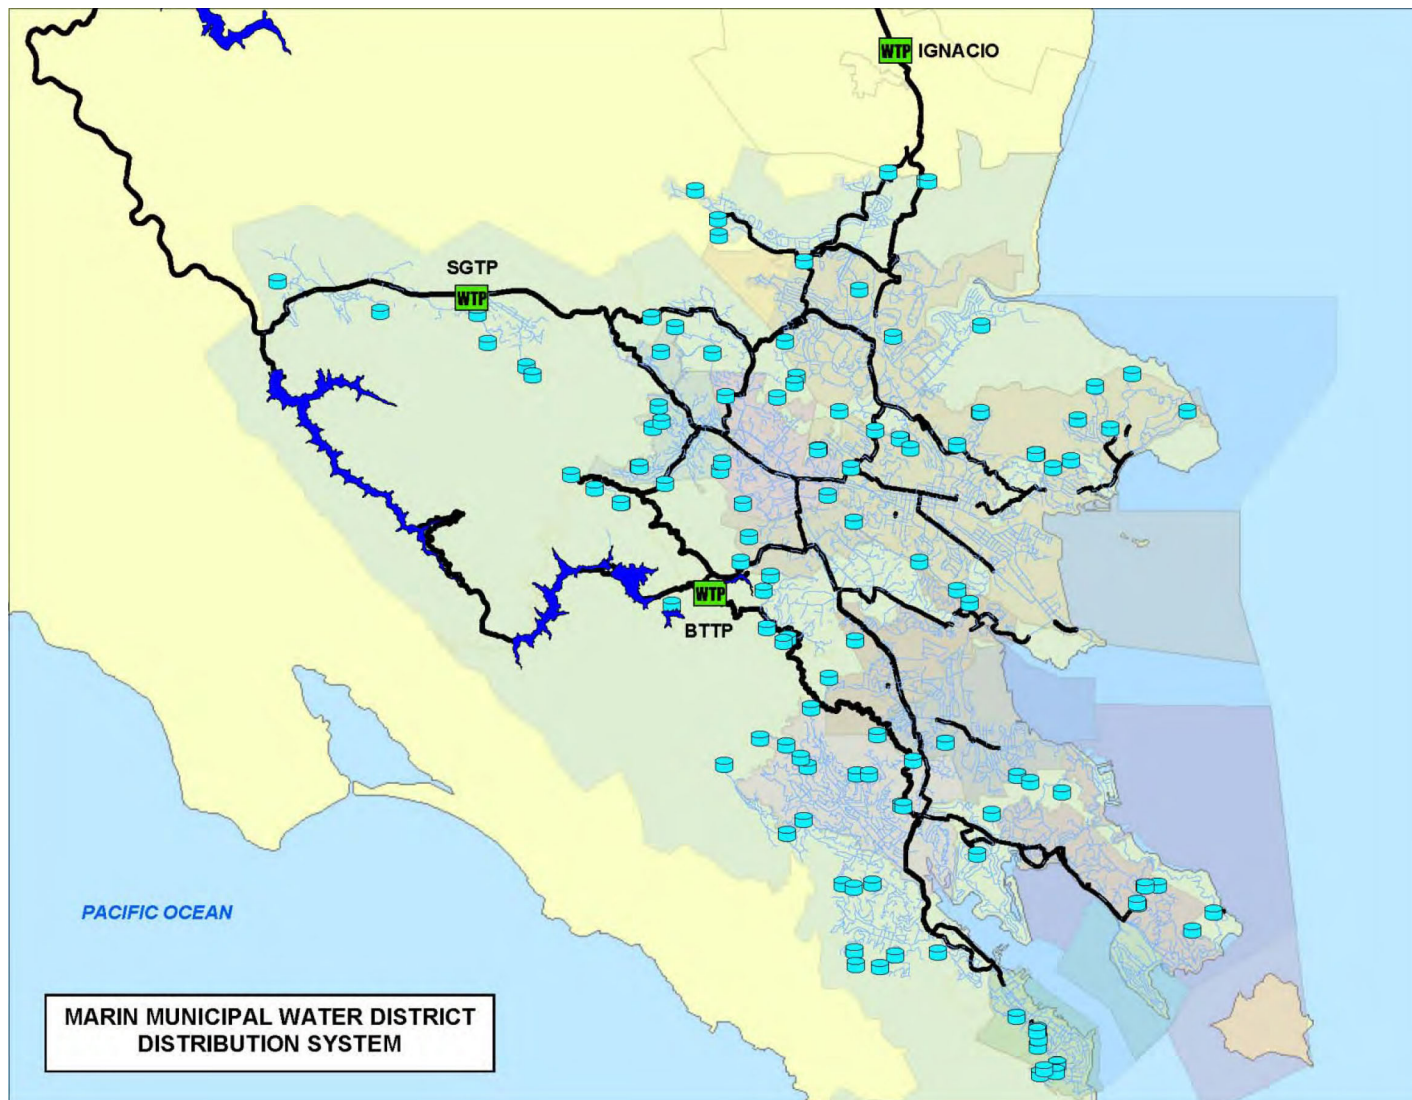 WTP IGNACIO
SGTP
WTP
WTP
BTTP
PACIFIC OCEAN
MARIN MUNICIPAL WATER DISTRICT
DISTRIBUTION SYSTEM